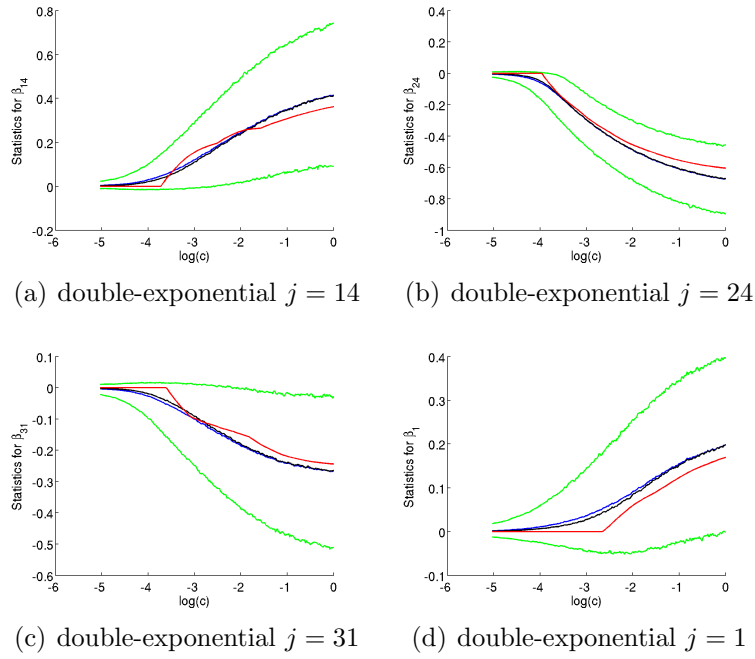 0.8
0.6
0.4
0.2
0
-0.2
-6 -5 -4 -3 -2 -1 0
log(c)
Statistics for β14
(a) double-exponential j = 14
0.4
0.2
0
-0.2
-0.4
-0.6
-0.8
-1
-6 -5 -4 -3 -2 -1 0
log(c)
Statistics for β24
(b) double-exponential j = 24
0.1
0
-0.1
-0.2
-0.3
-0.4
-0.5
-0.6
-6 -5 -4 -3 -2 -1 0
log(c)
Statistics for β31
(c) double-exponential j = 31
0.4
0.3
0.2
0.1
0
-0.1
-6 -5 -4 -3 -2 -1 0
log(c)
Statistics for β1
(d) double-exponential j = 1